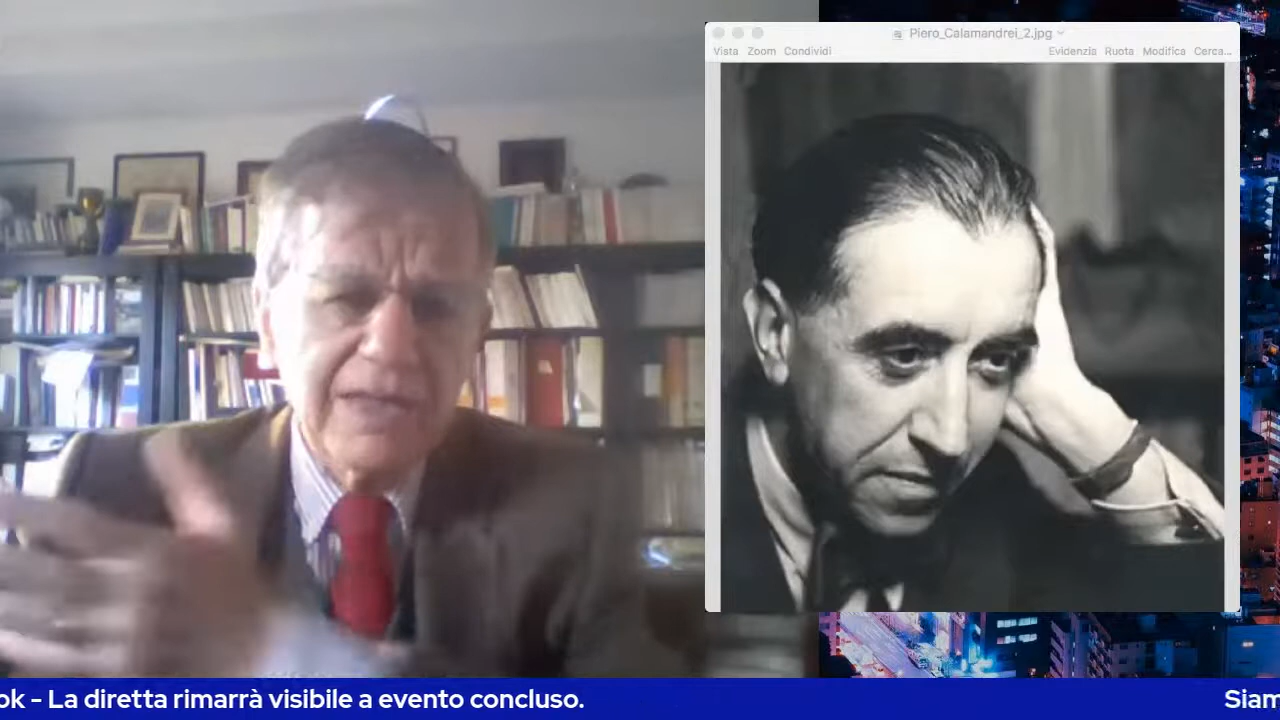 Piero_Calamandrei_2.jpg
Vista Zoom Condividi
Evidenzia Ruota Modifica Cerca...
ok - La diretta rimarrà visibile a evento concluso.
Siam